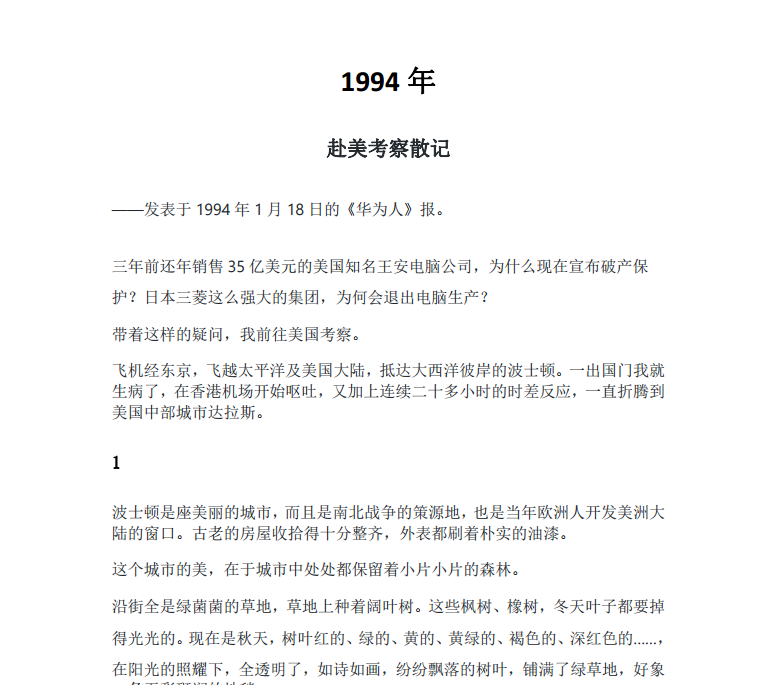 1994 年
赴美考察散记
——发表于 1994 年 1 月 18 日的《华为人》报。
三年前还年销售 35 亿美元的美国知名王安电脑公司，为什么现在宣布破产保
护？日本三菱这么强大的集团，为何会退出电脑生产？
带着这样的疑问，我前往美国考察。
飞机经东京，飞越太平洋及美国大陆，抵达大西洋彼岸的波士顿。一出国门我就
生病了，在香港机场开始呕吐，又加上连续二十多小时的时差反应，一直折腾到
美国中部城市达拉斯。
1
波士顿是座美丽的城市，而且是南北战争的策源地，也是当年欧洲人开发美洲大
陆的窗口。古老的房屋收拾得十分整齐，外表都刷着朴实的油漆。
这个城市的美，在于城市中处处都保留着小片小片的森林。
沿街全是绿茵茵的草地，草地上种着阔叶树。这些枫树、橡树，冬天叶子都要掉
得光光的。现在是秋天，树叶红的、绿的、黄的、黄绿的、褐色的、深红色的……，
在阳光的照耀下，全透明了，如诗如画，纷纷飘落的树叶，铺满了绿草地，好象